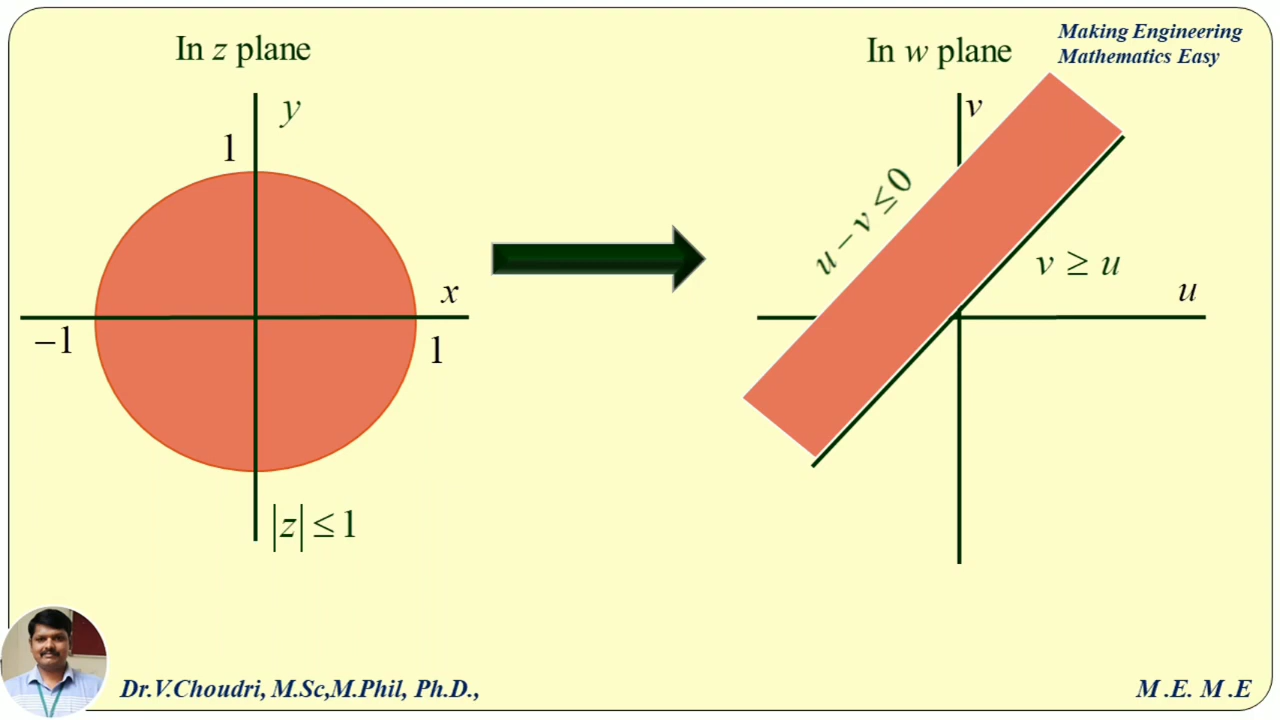 In z plane
In w plane
Making Engineering
Mathematics Easy
y
1
v
u − v ≤ 0
v ≥ u
x
u
−1
1
|z| ≤ 1
Dr.V.Choudri, M.Sc,M.Phil, Ph.D.,
M .E. M .E